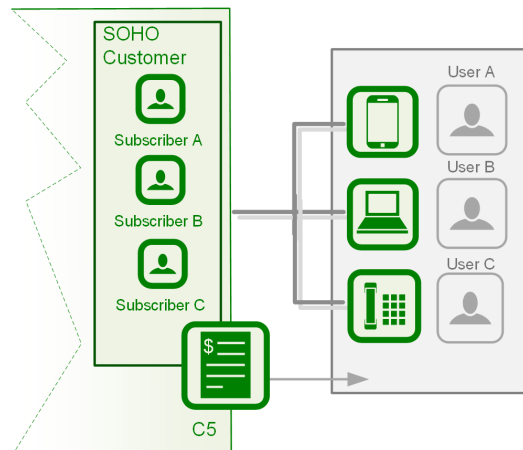 SOHO
Customer
Subscriber A
Subscriber B
Subscriber C
User A
User B
User C
$
C5